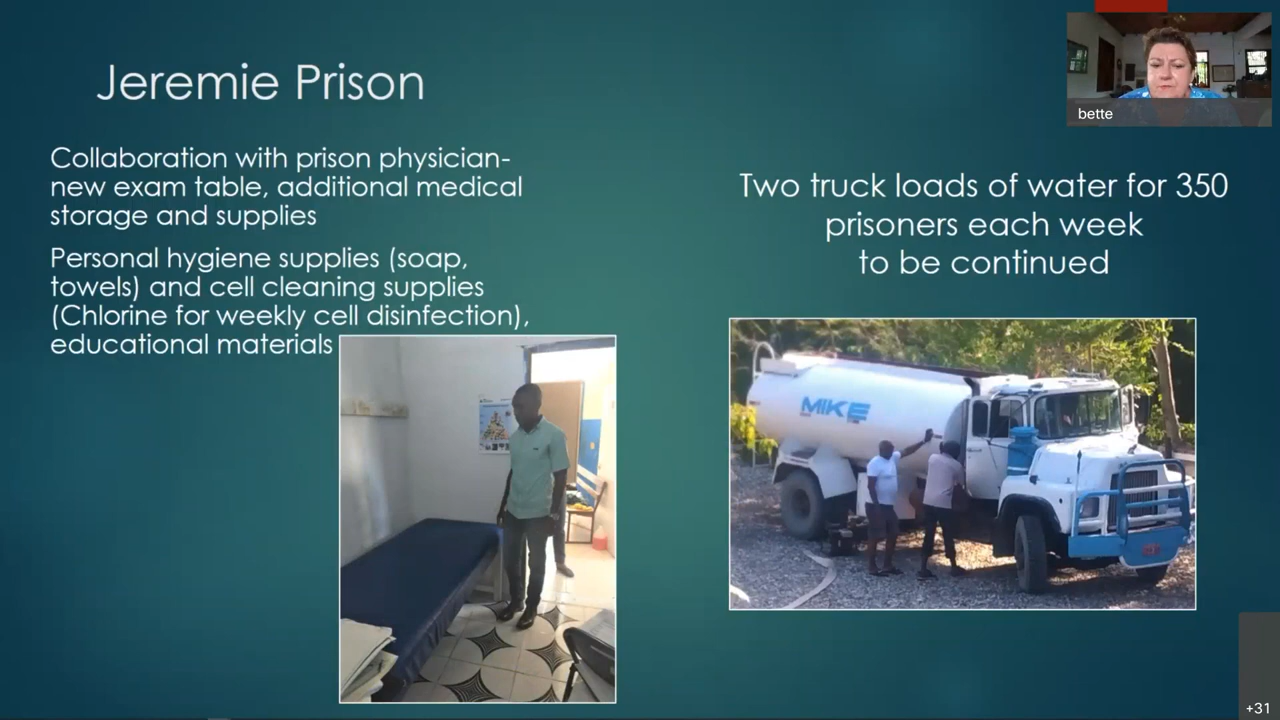 Jeremie Prison
Collaboration with prison physician-
new exam table, additional medical
storage and supplies
Personal hygiene supplies (soap,
towels) and cell cleaning supplies
(Chlorine for weekly cell disinfection),
educational materials
Two truck loads of water for 350
prisoners each week
to be continued
MIKE
bette
+31